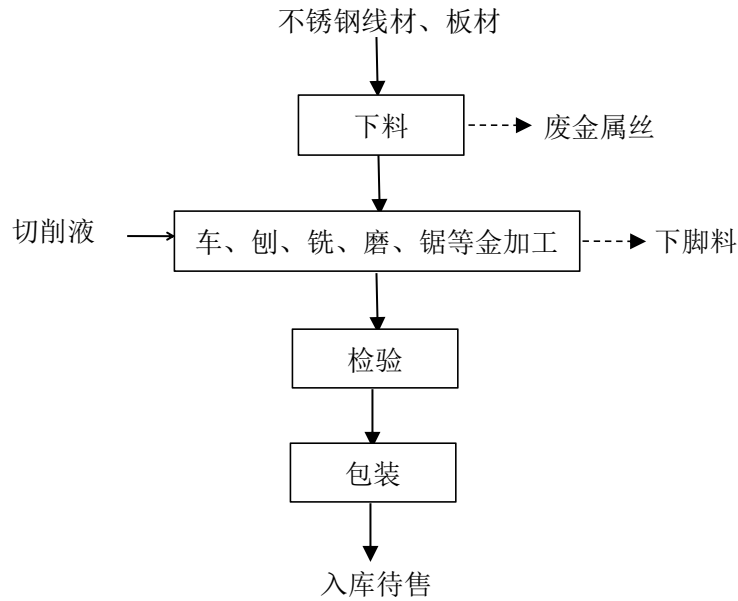 不锈钢线材、板材
下料
废金属丝
切削液
车、刨、铣、磨、锯等金加工
下脚料
检验
包装
入库待售